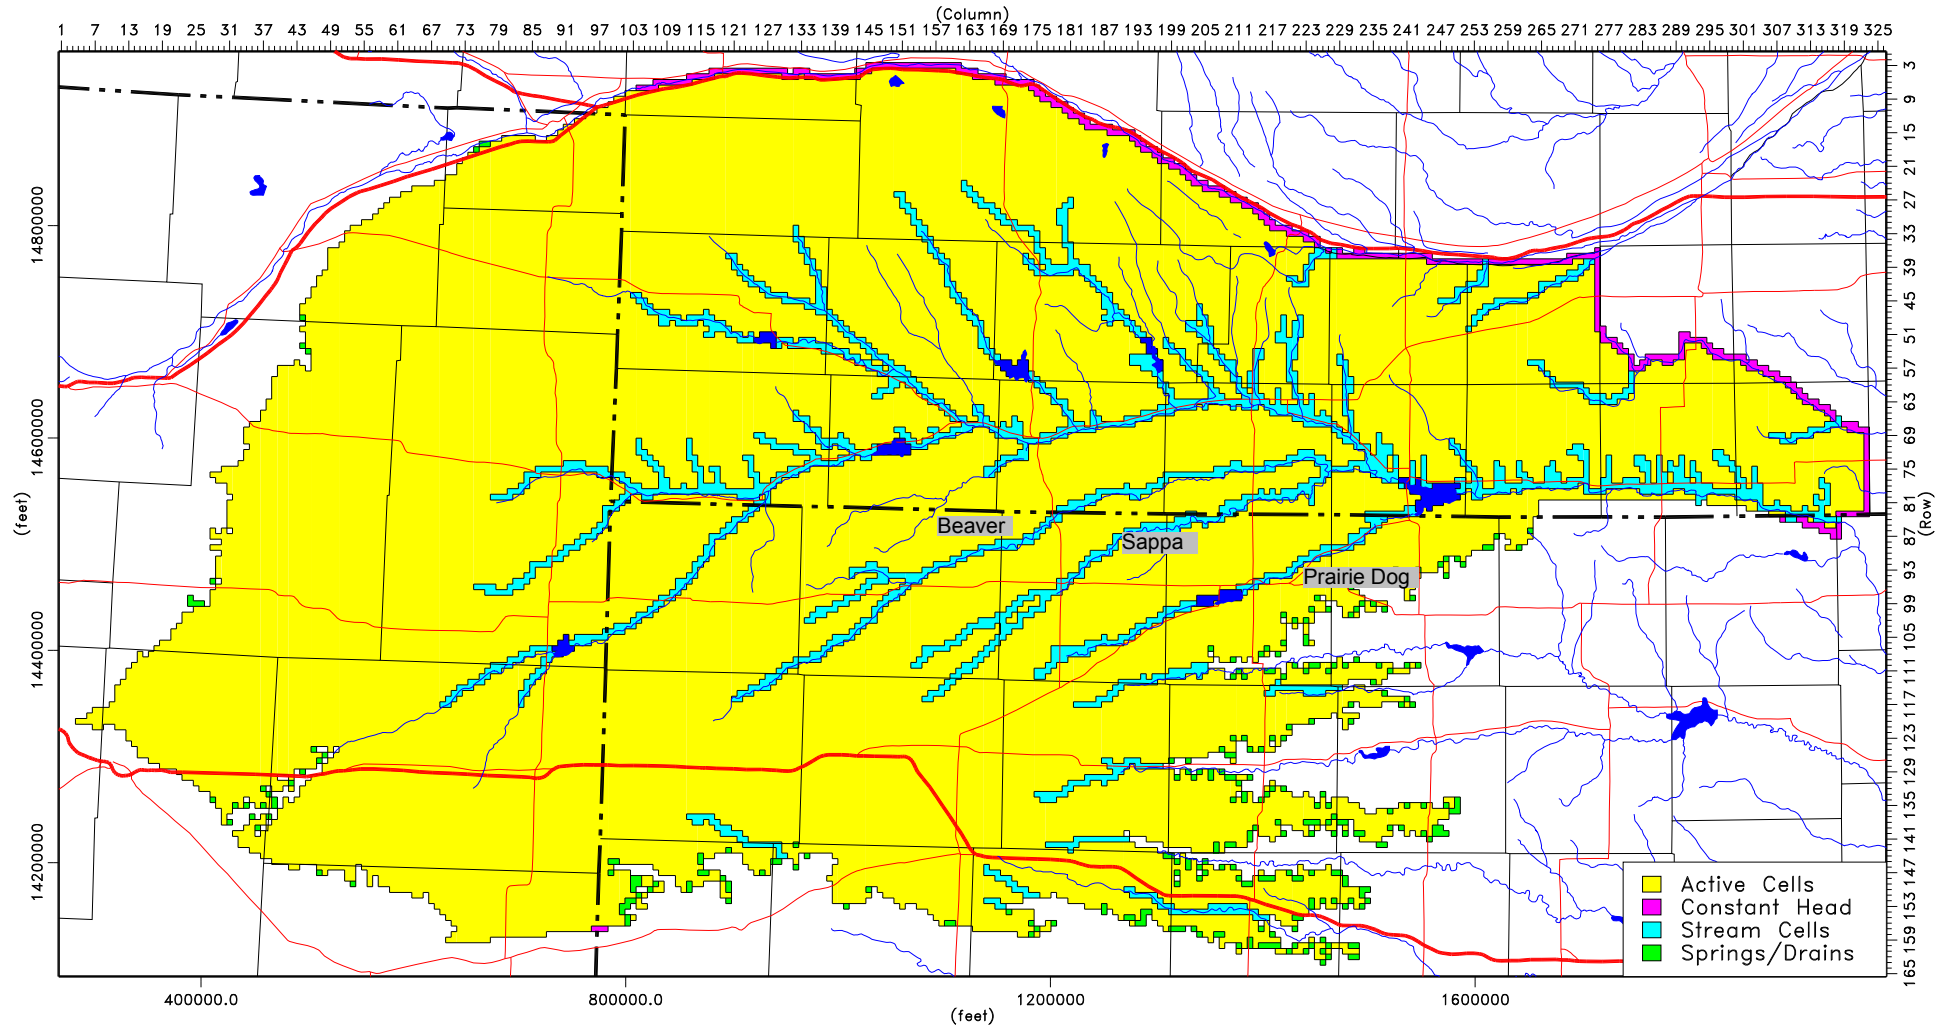 (Column)
1 7 13 19 25 31 37 43 49 55 61 67 73 79 85 91 97 103 109 115 121 127 133 139 145 151 157 163 169 175 181 187 193 199 205 211 217 223 229 235 241 247 253 259 265 271 277 283 289 295 301 307 313 319 325
3
9
15
21
27
33
39
45
51
57
63
69
75
81
87
93
99
105
111
117
123
129
135
141
147
153
159
165
(Row)
14800000
14600000
14400000
14200000
(feet)
Beaver
Sappa
Prairie Dog
Active Cells
Constant Head
Stream Cells
Springs/Drains
400000.0 800000.0 1200000 1600000
(feet)